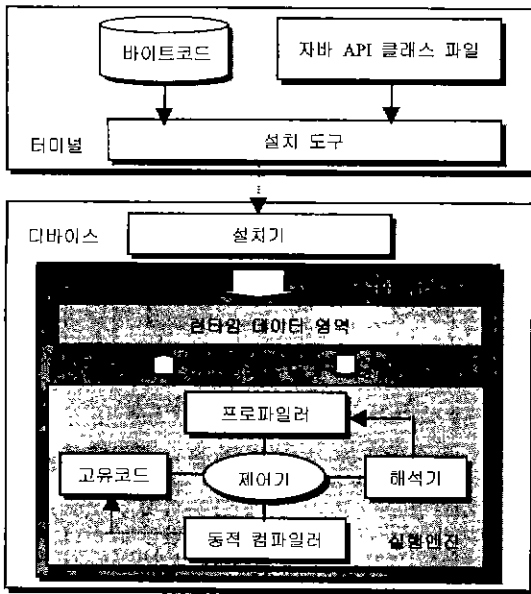 바이트코드
자바 API 클래스 파일
설치 도구
터미널
디바이스
설치기
런타임 데이터 영역
프로파일러
고유코드
제어기
해석기
동적 컴파일러
실행엔진